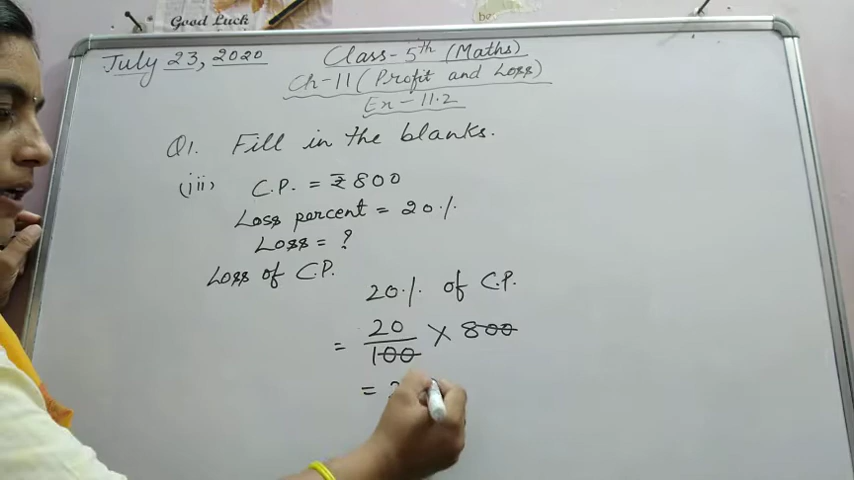 Good Luck
July 23, 2020
Class-5th (Maths)
Ch-11 (Profit and Loss)
Ex-11.2
Q1. Fill in the blanks.
(iii) C.P. = ₹800
Loss percent = 20%
Loss = ?
Loss of C.P.
20% of C.P.
= 20/100 × 800
=